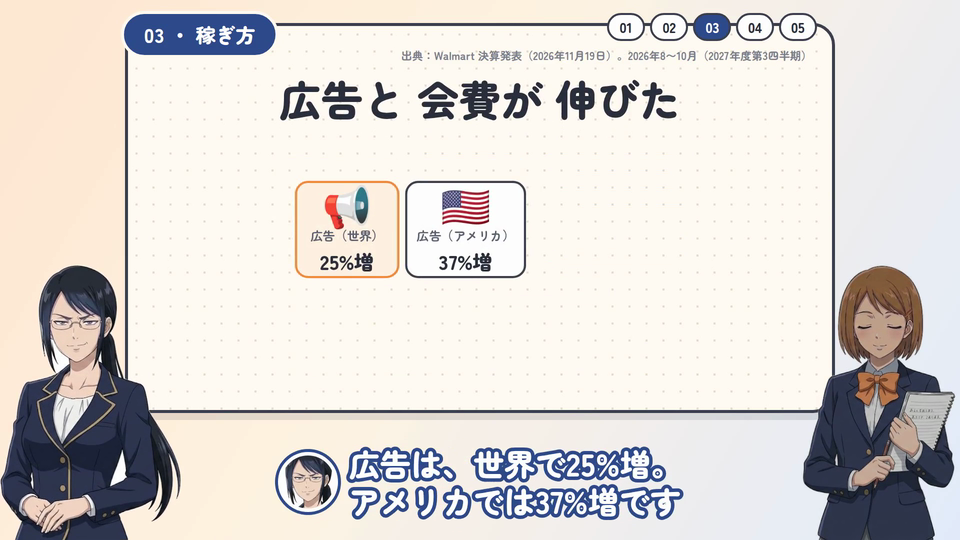 03 ・ 稼ぎ方
01 02 03 04 05
出典：Walmart 決算発表（2026年11月19日）。2026年8〜10月（2027年度第3四半期）
広告と 会費が 伸びた
広告（世界）
25%増
広告（アメリカ）
37%増
広告は、世界で25%増。
アメリカでは37%増です